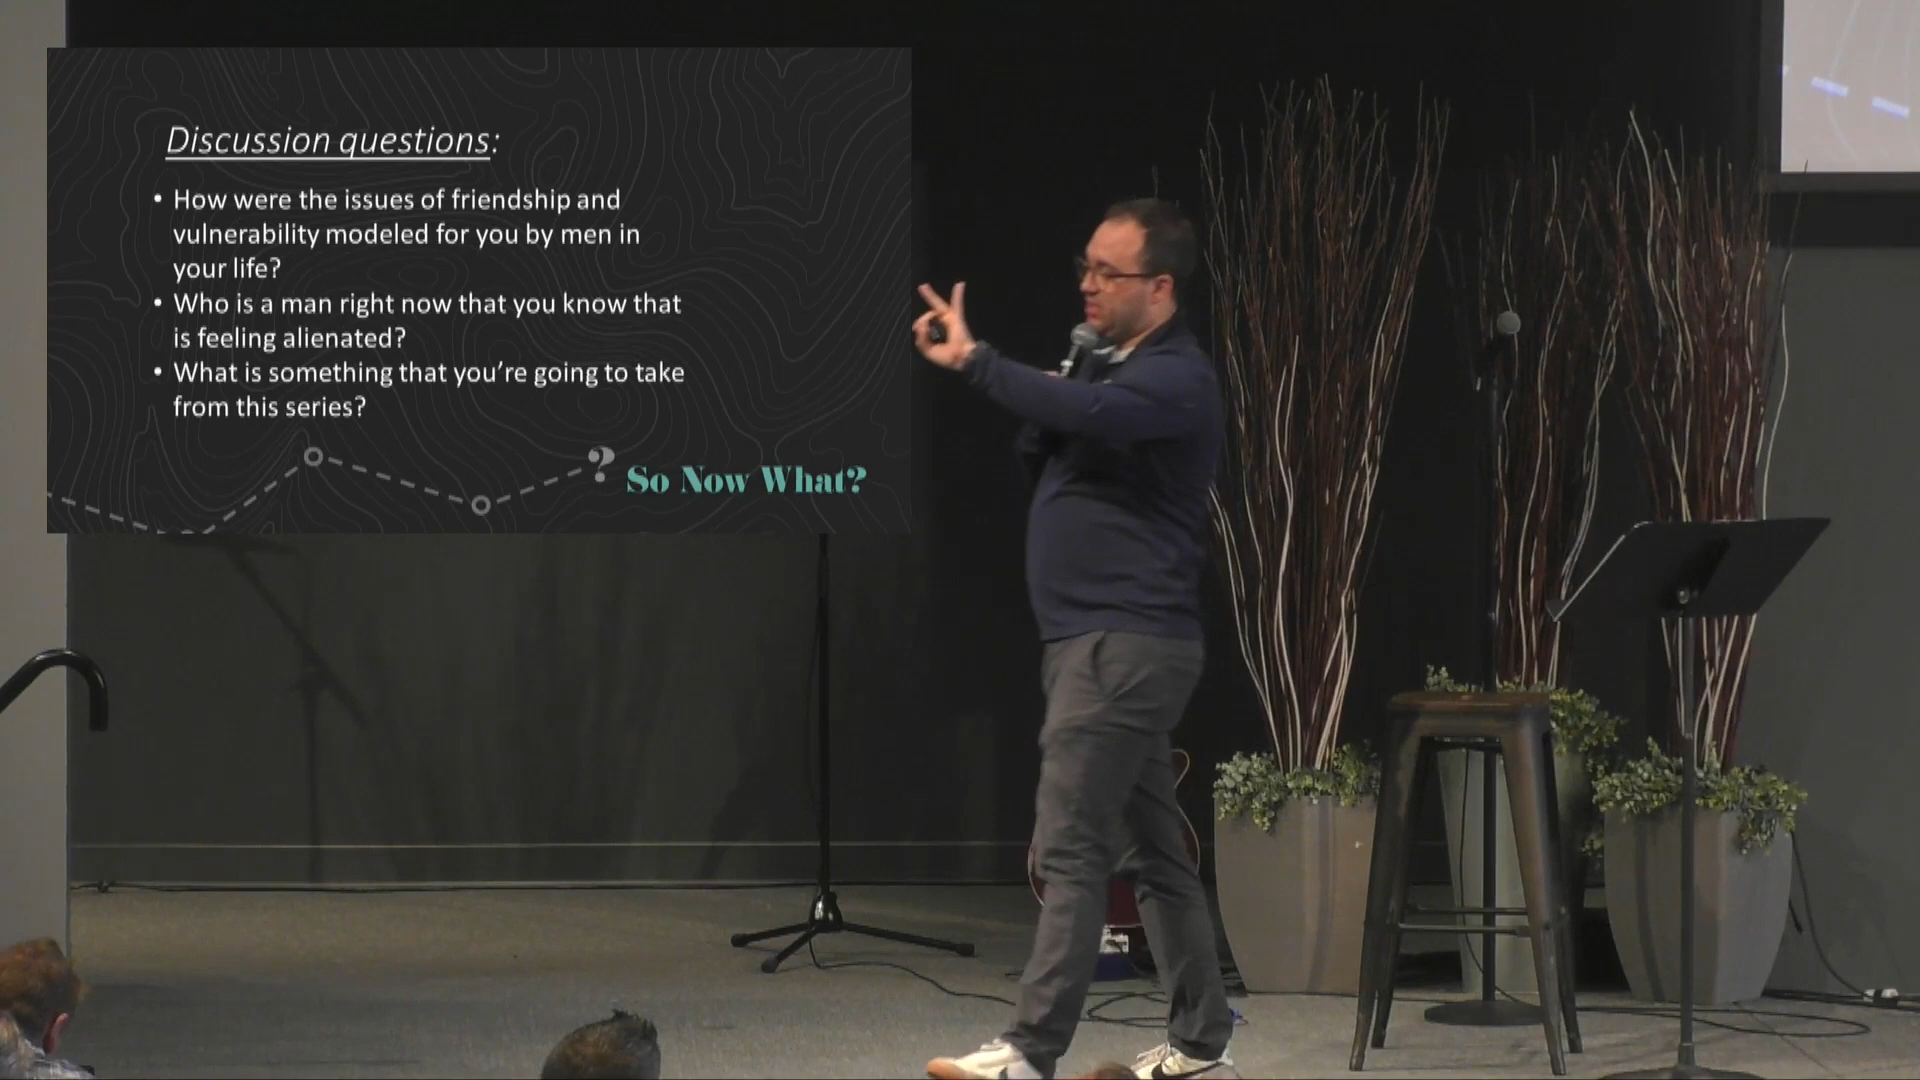 Discussion questions:
• How were the issues of friendship and
vulnerability modeled for you by men in
your life?
• Who is a man right now that you know that
is feeling alienated?
• What is something that you’re going to take
from this series?
? So Now What?